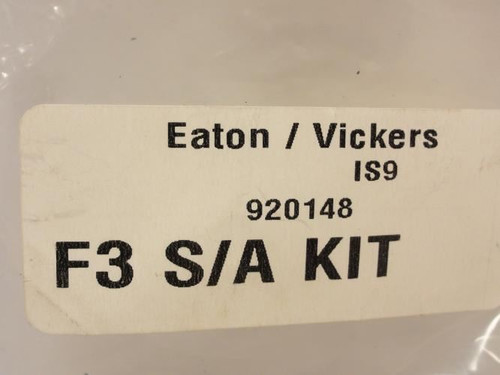 Eaton / Vickers
IS9
920148
F3 S/A KIT